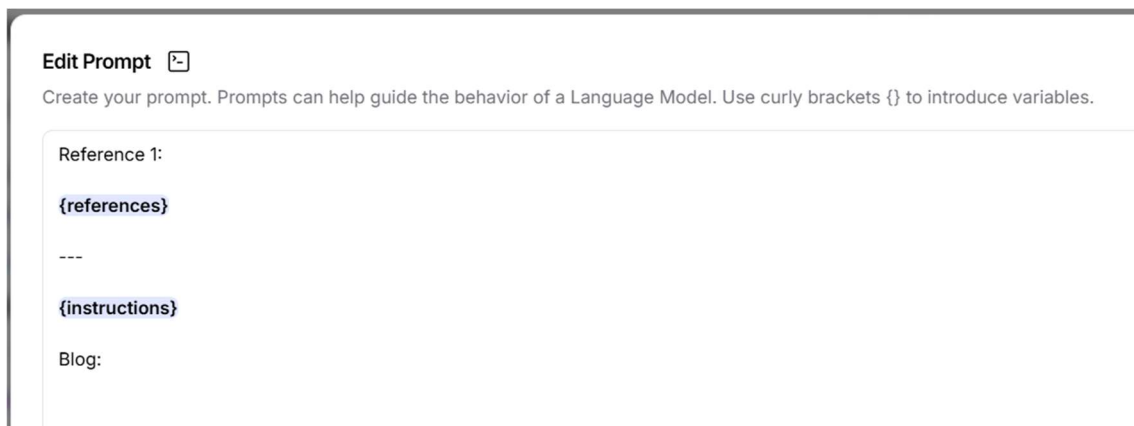 Edit Prompt
Create your prompt. Prompts can help guide the behavior of a Language Model. Use curly brackets {} to introduce variables.
Reference 1:
{references}
---
{instructions}
Blog: